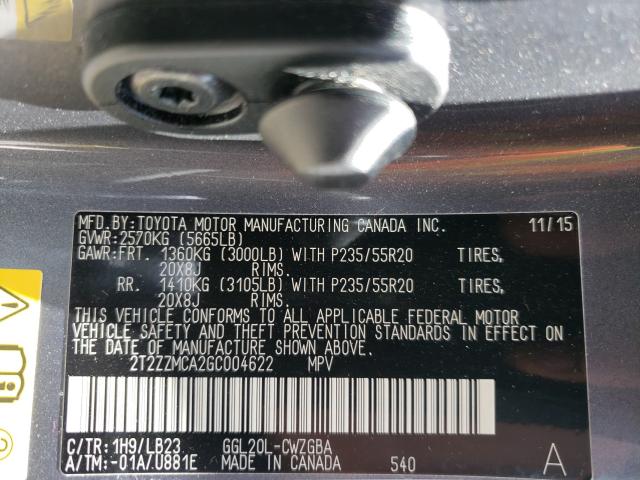 MFD.BY:TOYOTA MOTOR MANUFACTURING CANADA INC. 11/15
GVWR:2570KG (5665LB)
GAWR:FRT. 1360KG (3000LB) WITH P235/55R20 TIRES,
20X8J RIMS.
RR. 1410KG (3105LB) WITH P235/55R20 TIRES,
20X8J RIMS.
THIS VEHICLE CONFORMS TO ALL APPLICABLE FEDERAL MOTOR
VEHICLE SAFETY AND THEFT PREVENTION STANDARDS IN EFFECT ON
THE DATE OF MANUFACTURE SHOWN ABOVE.
2T2ZZMCA2GC004622 MPV
C/TR:1H9/LB23 GGL20L-CWZGBA
A/TM:-01A/U881E MADE IN CANADA 540 A